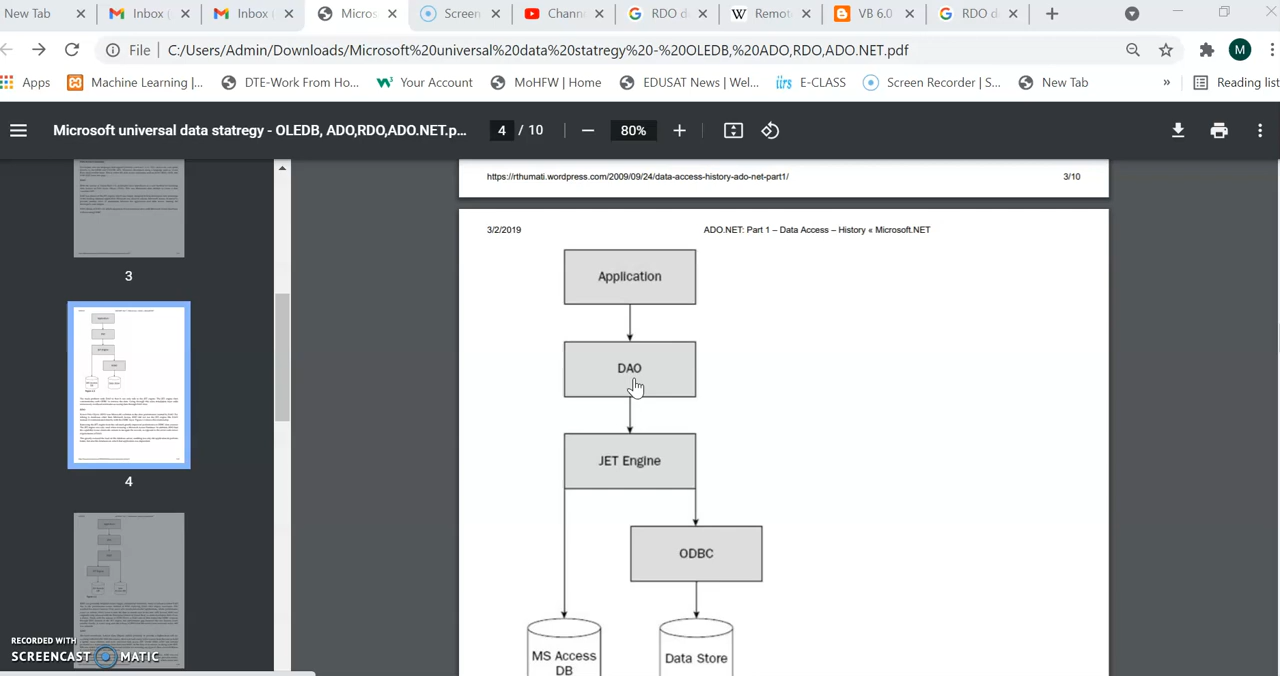 New Tab
Inbox (
Inbox (
Micros
Screen
Chann
RDO d
Remot
VB 6.0
RDO d
File
C:/Users/Admin/Downloads/Microsoft%20universal%20data%20statregy%20-%20OLEDB,%20ADO,RDO,ADO.NET.pdf
M
Apps
Machine Learning |...
DTE-Work From Ho...
Your Account
MoHFW | Home
EDUSAT News | Wel...
iirs E-CLASS
Screen Recorder | S...
New Tab
»
Reading list
Microsoft universal data statregy - OLEDB, ADO,RDO,ADO.NET.p...
4 / 10
80%
3
4
https://rthumati.wordpress.com/2009/09/24/data-access-history-ado-net-part1/
3/10
3/2/2019
ADO.NET: Part 1 – Data Access – History « Microsoft.NET
Application
DAO
JET Engine
ODBC
MS Access
DB
Data Store
RECORDED WITH
SCREENCAST MATIC